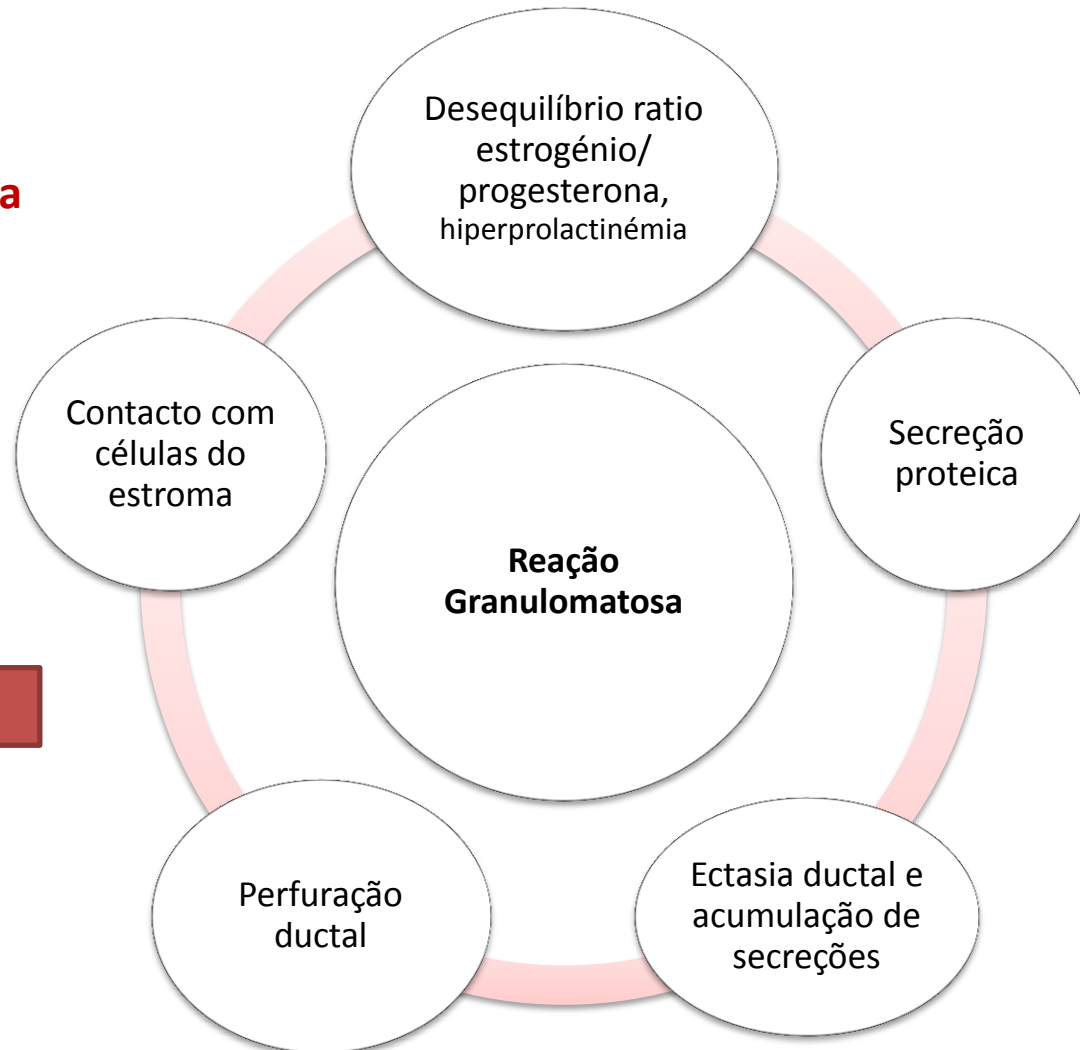 a
Desequilíbrio ratio
estrogénio/
progesterona,
hiperprolactinémia
Contacto com
células do
estroma
Secreção
proteica
Reação
Granulomatosa
Perfuração
ductal
Ectasia ductal e
acumulação de
secreções